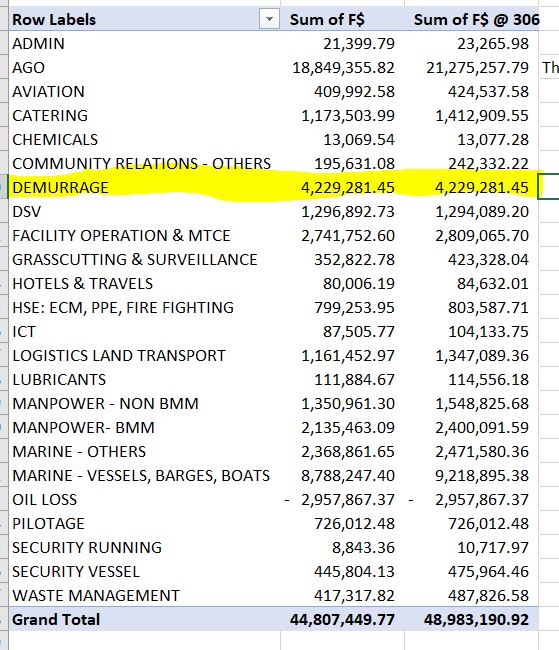 Row Labels Sum of F$ Sum of F$ @ 306
ADMIN 21,399.79 23,265.98
AGO 18,849,355.82 21,275,257.79 Th
AVIATION 409,992.58 424,537.58
CATERING 1,173,503.99 1,412,909.55
CHEMICALS 13,069.54 13,077.28
COMMUNITY RELATIONS - OTHERS 195,631.08 242,332.22
DEMURRAGE 4,229,281.45 4,229,281.45
DSV 1,296,892.73 1,294,089.20
FACILITY OPERATION & MTCE 2,741,752.60 2,809,065.70
GRASSCUTTING & SURVEILLANCE 352,822.78 423,328.04
HOTELS & TRAVELS 80,006.19 84,632.01
HSE: ECM, PPE, FIRE FIGHTING 799,253.95 803,587.71
ICT 87,505.77 104,133.75
LOGISTICS LAND TRANSPORT 1,161,452.97 1,347,089.36
LUBRICANTS 111,884.67 114,556.18
MANPOWER - NON BMM 1,350,961.30 1,548,825.68
MANPOWER- BMM 2,135,463.09 2,400,091.59
MARINE - OTHERS 2,368,861.65 2,471,580.36
MARINE - VESSELS, BARGES, BOATS 8,788,247.40 9,218,895.38
OIL LOSS - 2,957,867.37 - 2,957,867.37
PILOTAGE 726,012.48 726,012.48
SECURITY RUNNING 8,843.36 10,717.97
SECURITY VESSEL 445,804.13 475,964.46
WASTE MANAGEMENT 417,317.82 487,826.58
Grand Total 44,807,449.77 48,983,190.92